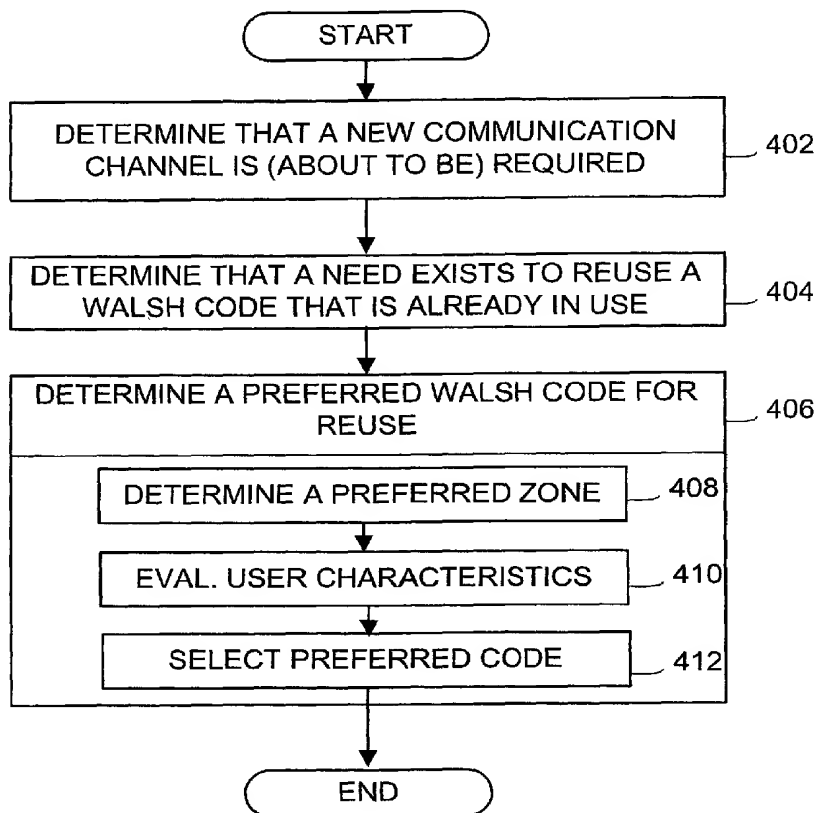 START
DETERMINE THAT A NEW COMMUNICATION
CHANNEL IS (ABOUT TO BE) REQUIRED
402
DETERMINE THAT A NEED EXISTS TO REUSE A
WALSH CODE THAT IS ALREADY IN USE
404
DETERMINE A PREFERRED WALSH CODE FOR
REUSE
406
DETERMINE A PREFERRED ZONE
408
EVAL. USER CHARACTERISTICS
410
SELECT PREFERRED CODE
412
END